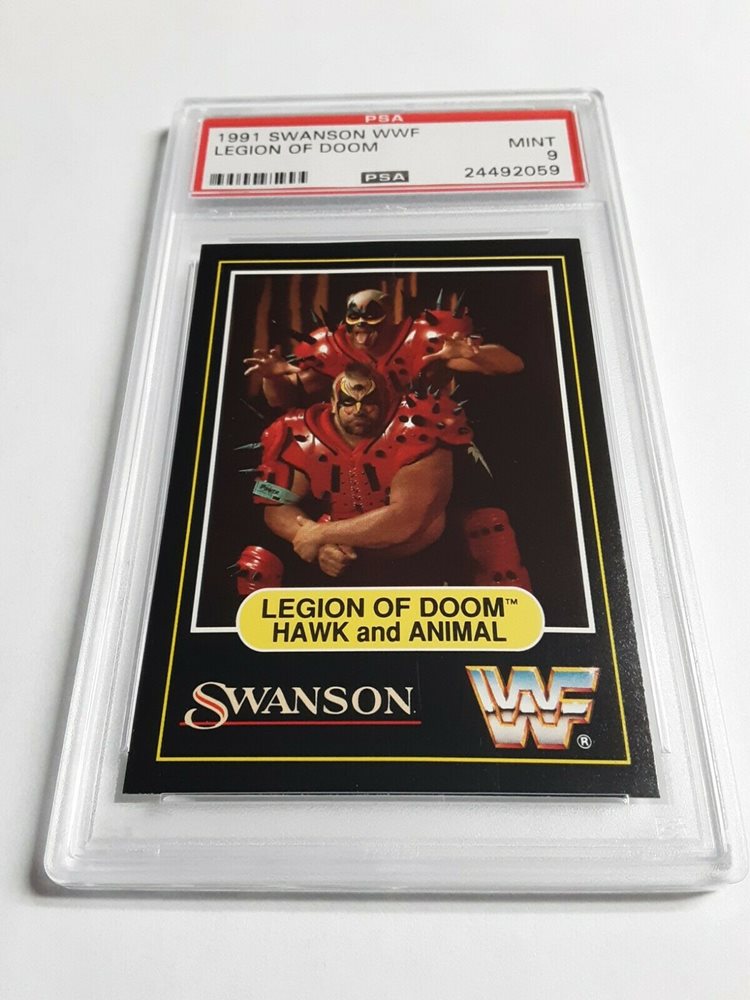 PSA
1991 SWANSON WWF
LEGION OF DOOM
MINT
9
PSA
24492059
LEGION OF DOOM™
HAWK and ANIMAL
SWANSON
WWF®